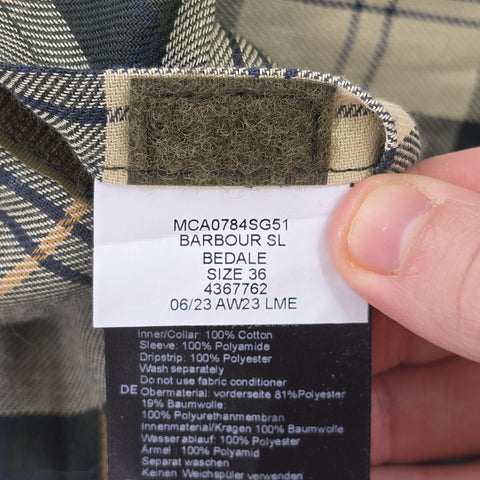 MCA0784SG51
BARBOUR SL
BEDALE
SIZE 36
4367762
06/23 AW23 LME
Inner/Collar: 100% Cotton
Sleeve: 100% Polyamide
Dripstrip: 100% Polyester
Wash separately
Do not use fabric conditioner
DE Obermaterial: vorderseite 81%Polyester
19% Baumwolle:
100% Polyurethanmembran
Innenmaterial/Kragen: 100% Baumwolle
Wasserablauf: 100% Polyester
Ärmel: 100% Polyamid
Separat waschen
Keinen Weichspüler verwenden